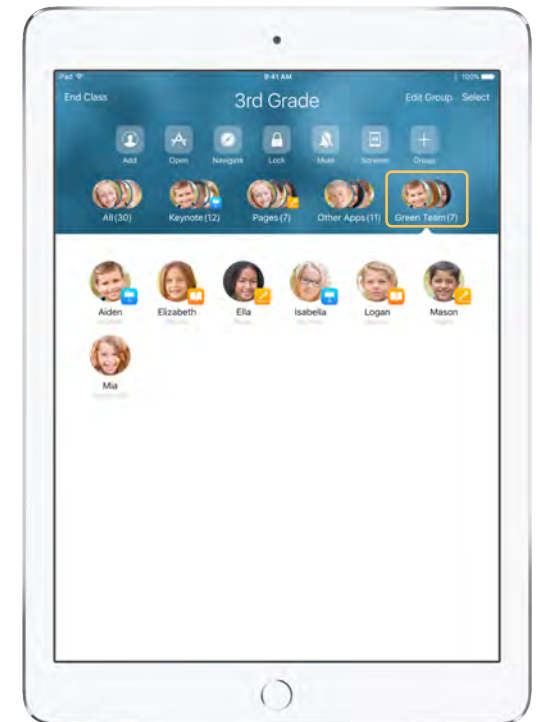 iPad 9:41 AM 100%
End Class 3rd Grade Edit Group Select
Add Open Navigate Lock Mute Screens Group
All (30) Keynote (12) Pages (7) Other Apps (11) Green Team (7)
Aiden Elizabeth Ella Isabella Logan Mason
Mia